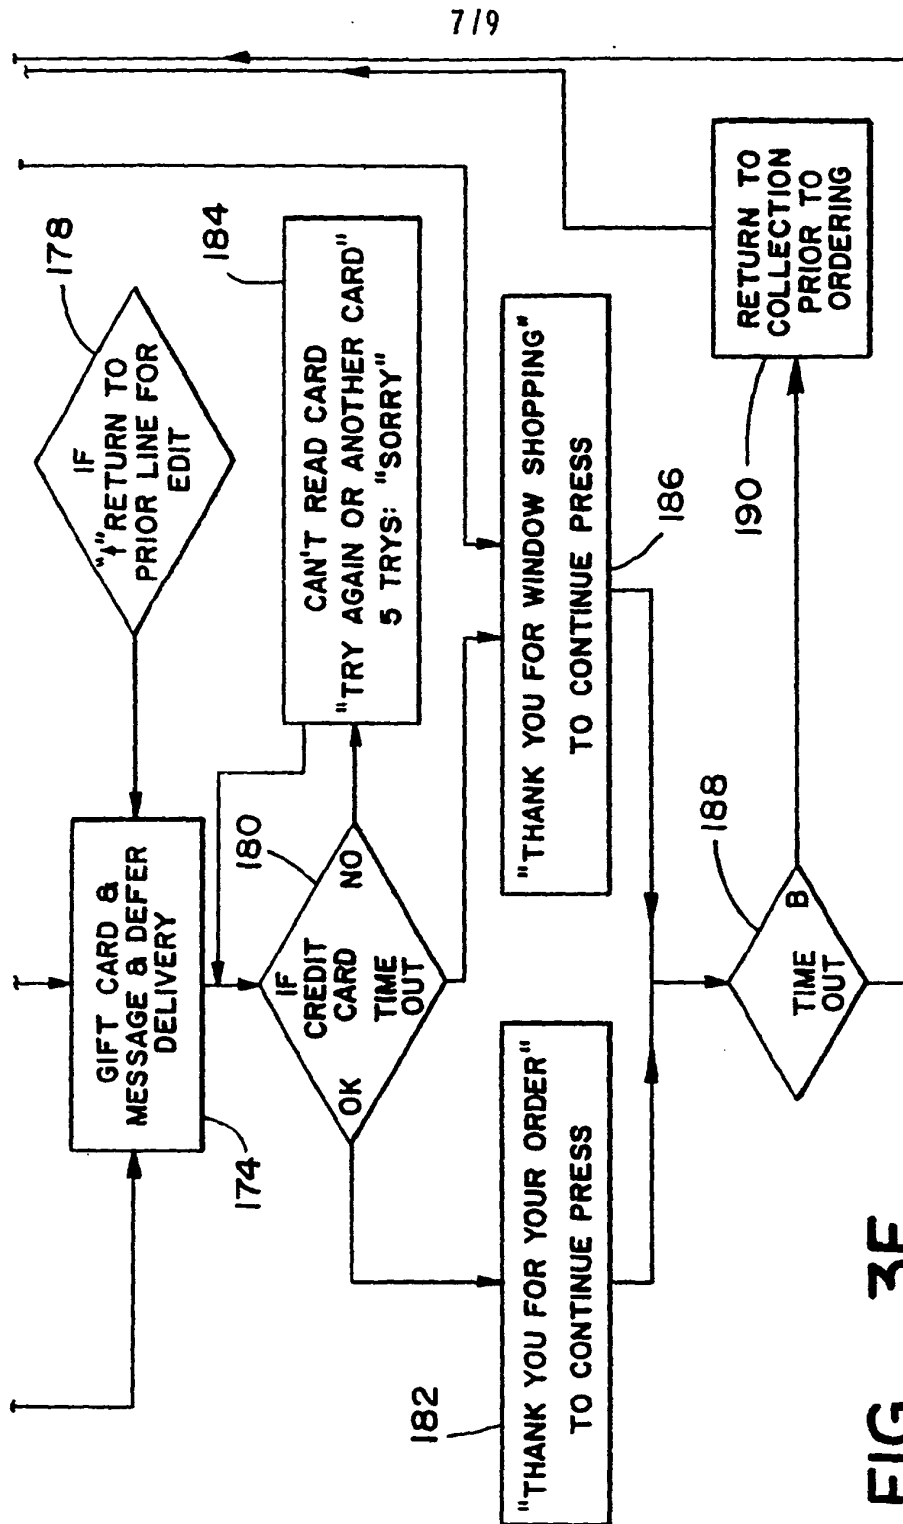 7/9
178
IF
"↑" RETURN TO
PRIOR LINE FOR
EDIT
184
CAN'T READ CARD
"TRY AGAIN OR ANOTHER CARD"
5 TRYS: "SORRY"
GIFT CARD &
MESSAGE & DEFER
DELIVERY
174
180
IF
CREDIT
CARD
TIME
OUT
OK
NO
"THANK YOU FOR WINDOW SHOPPING"
TO CONTINUE PRESS
186
"THANK YOU FOR YOUR ORDER"
TO CONTINUE PRESS
182
188
TIME
OUT
B
RETURN TO
COLLECTION
PRIOR TO
ORDERING
190
FIG